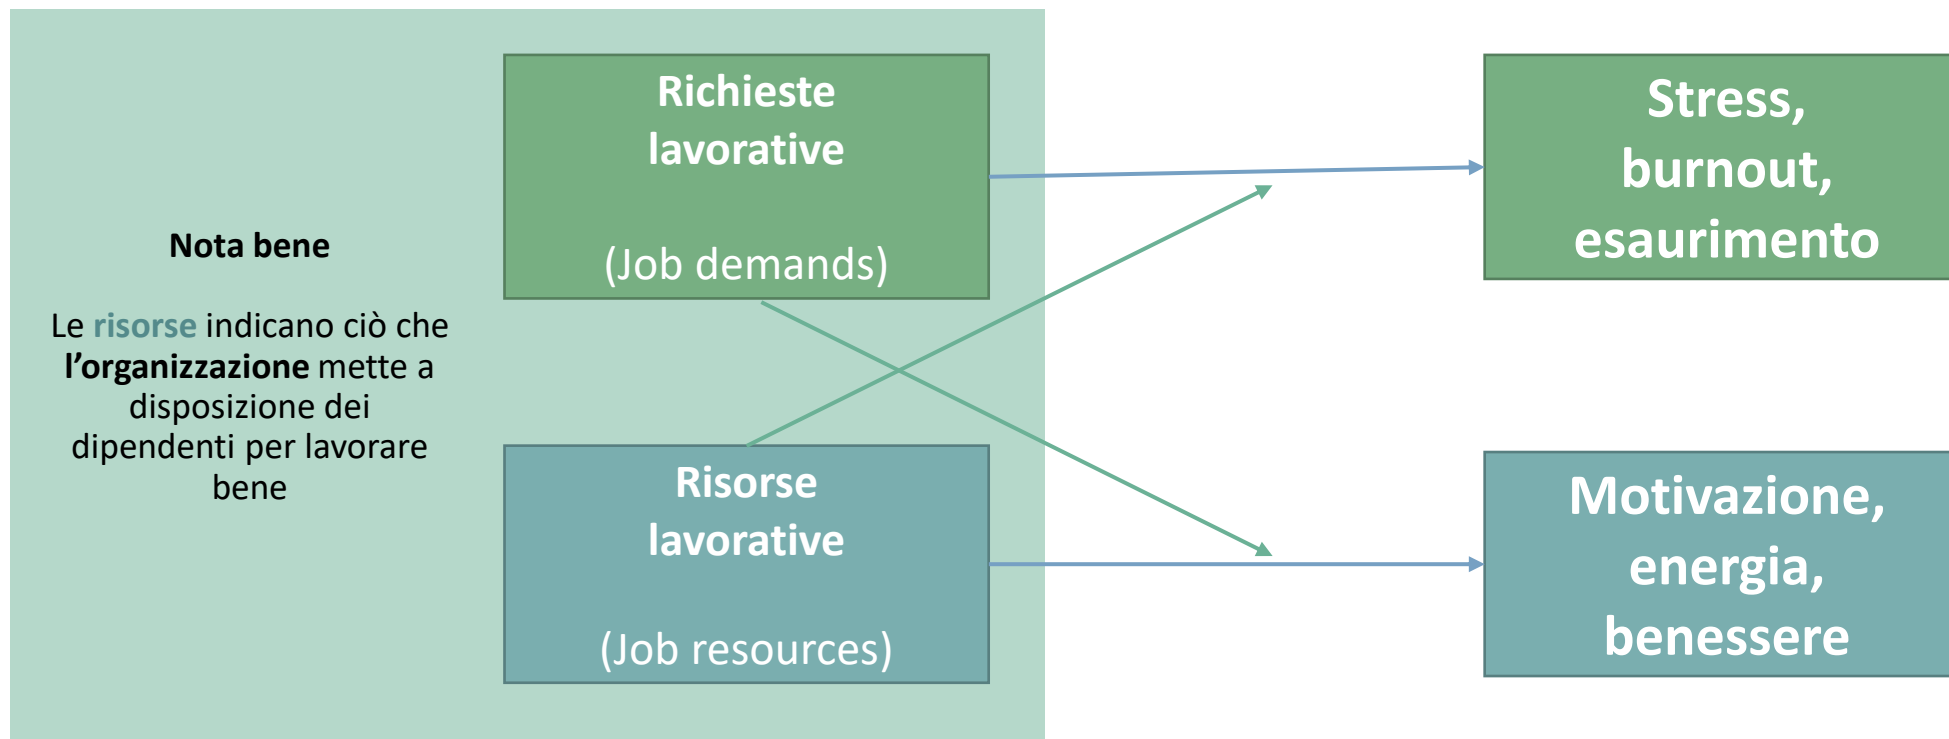 Nota bene
Le risorse indicano ciò che
l’organizzazione mette a
disposizione dei
dipendenti per lavorare
bene
Richieste
lavorative
(Job demands)
Risorse
lavorative
(Job resources)
Stress,
burnout,
esaurimento
Motivazione,
energia,
benessere